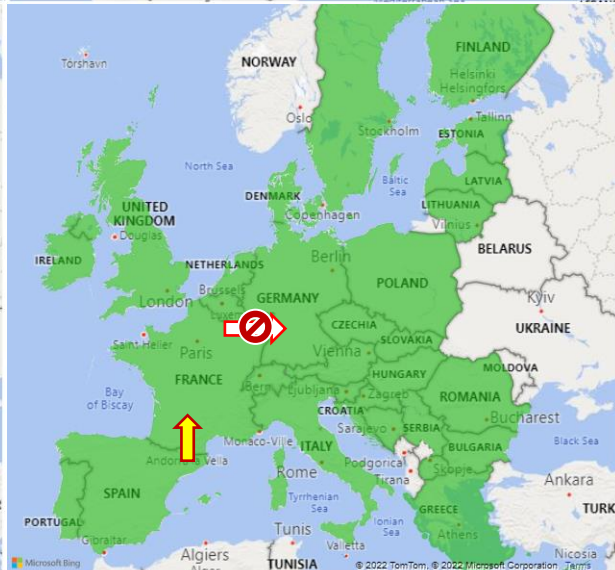 Torshavn
NORWAY
FINLAND
Helsinki
Helsingfors
Oslo
Stockholm
Tallinn
ESTONIA
North Sea
Baltic
Sea
LATVIA
DENMARK
Copenhagen
LITHUANIA
Vilnius
UNITED
KINGDOM
Douglas
IRELAND
BELARUS
NETHERLANDS
Berlin
POLAND
London
Brussels
GERMANY
Kyiv
UKRAINE
Saint Helier
Paris
CZECHIA
SLOVAKIA
Vienna
MOLDOVA
Bay
of Biscay
FRANCE
Bern
HUNGARY
Ljubljana
Zagreb
ROMANIA
CROATIA
Bucharest
Sarajevo
SERBIA
Monaco-Ville
ITALY
BULGARIA
Black Sea
Andorra la Vella
Podgorica
Skopje
Rome
Tirana
Ankara
SPAIN
Tyrrhenian
Sea
TURK
PORTUGAL
Ionian
Sea
GREECE
Athens
Gibraltar
Tunis
Valletta
Nicosia
Algiers
TUNISIA
Microsoft Bing
© 2022 TomTom, © 2022 Microsoft Corporation Terms